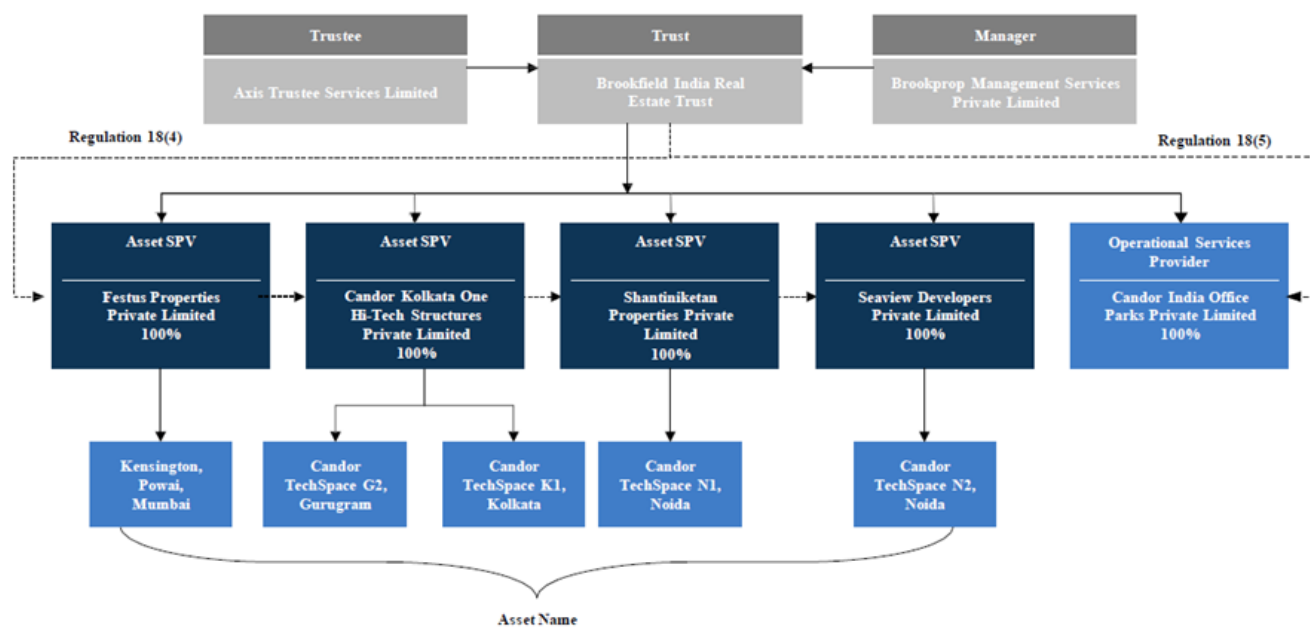 Trustee
Axis Trustee Services Limited
Trust
Brookfield India Real
Estate Trust
Manager
Brookprop Management Services
Private Limited
Regulation 18(4)
Regulation 18(5)
Asset SPV
Festus Properties
Private Limited
100%
Asset SPV
Candor Kolkata One
Hi-Tech Structures
Private Limited
100%
Asset SPV
Shantiniketan
Properties Private
Limited
100%
Asset SPV
Seaview Developers
Private Limited
100%
Operational Services
Provider
Candor India Office
Parks Private Limited
100%
Kensington,
Powai,
Mumbai
Candor
TechSpace G2,
Gurugram
Candor
TechSpace K1,
Kolkata
Candor
TechSpace N1,
Noida
Candor
TechSpace N2,
Noida
Asset Name